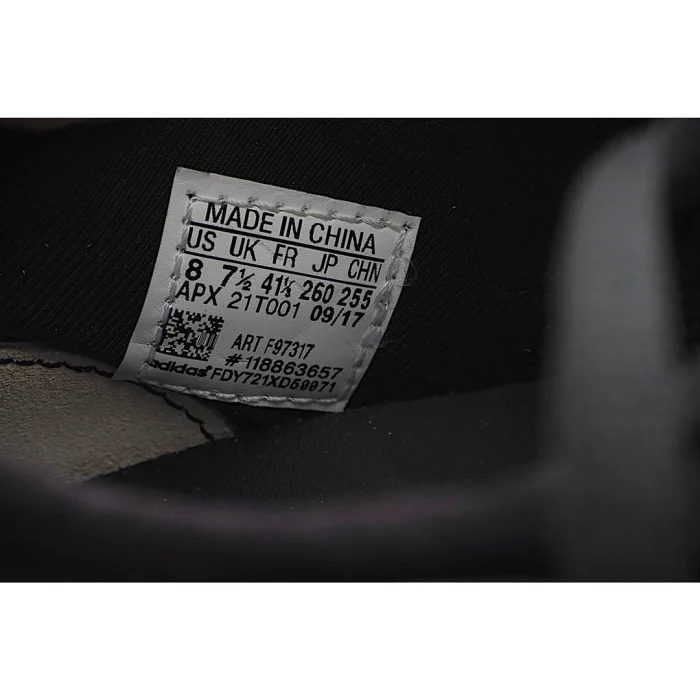 MADE IN CHINA
US UK FR JP CHN
8 7½ 41⅓ 260 255
APX 21T001 09/17
ART F97317
#118863657
adidas® FDY721XD60071